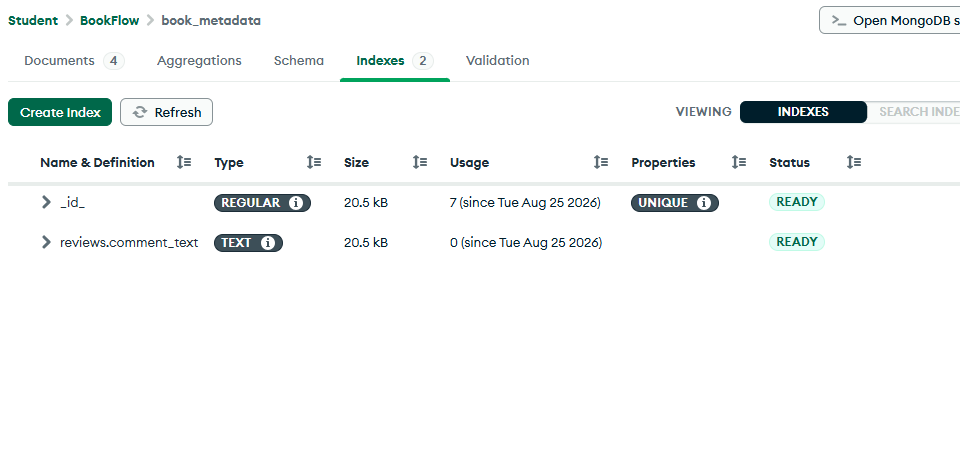 Student > BookFlow > book_metadata
>_ Open MongoDB s
Documents 4 Aggregations Schema Indexes 2 Validation
Create Index Refresh VIEWING INDEXES SEARCH INDE
Name & Definition Type Size Usage Properties Status
_id_ REGULAR 20.5 kB 7 (since Tue Aug 25 2026) UNIQUE READY
reviews.comment_text TEXT 20.5 kB 0 (since Tue Aug 25 2026) READY